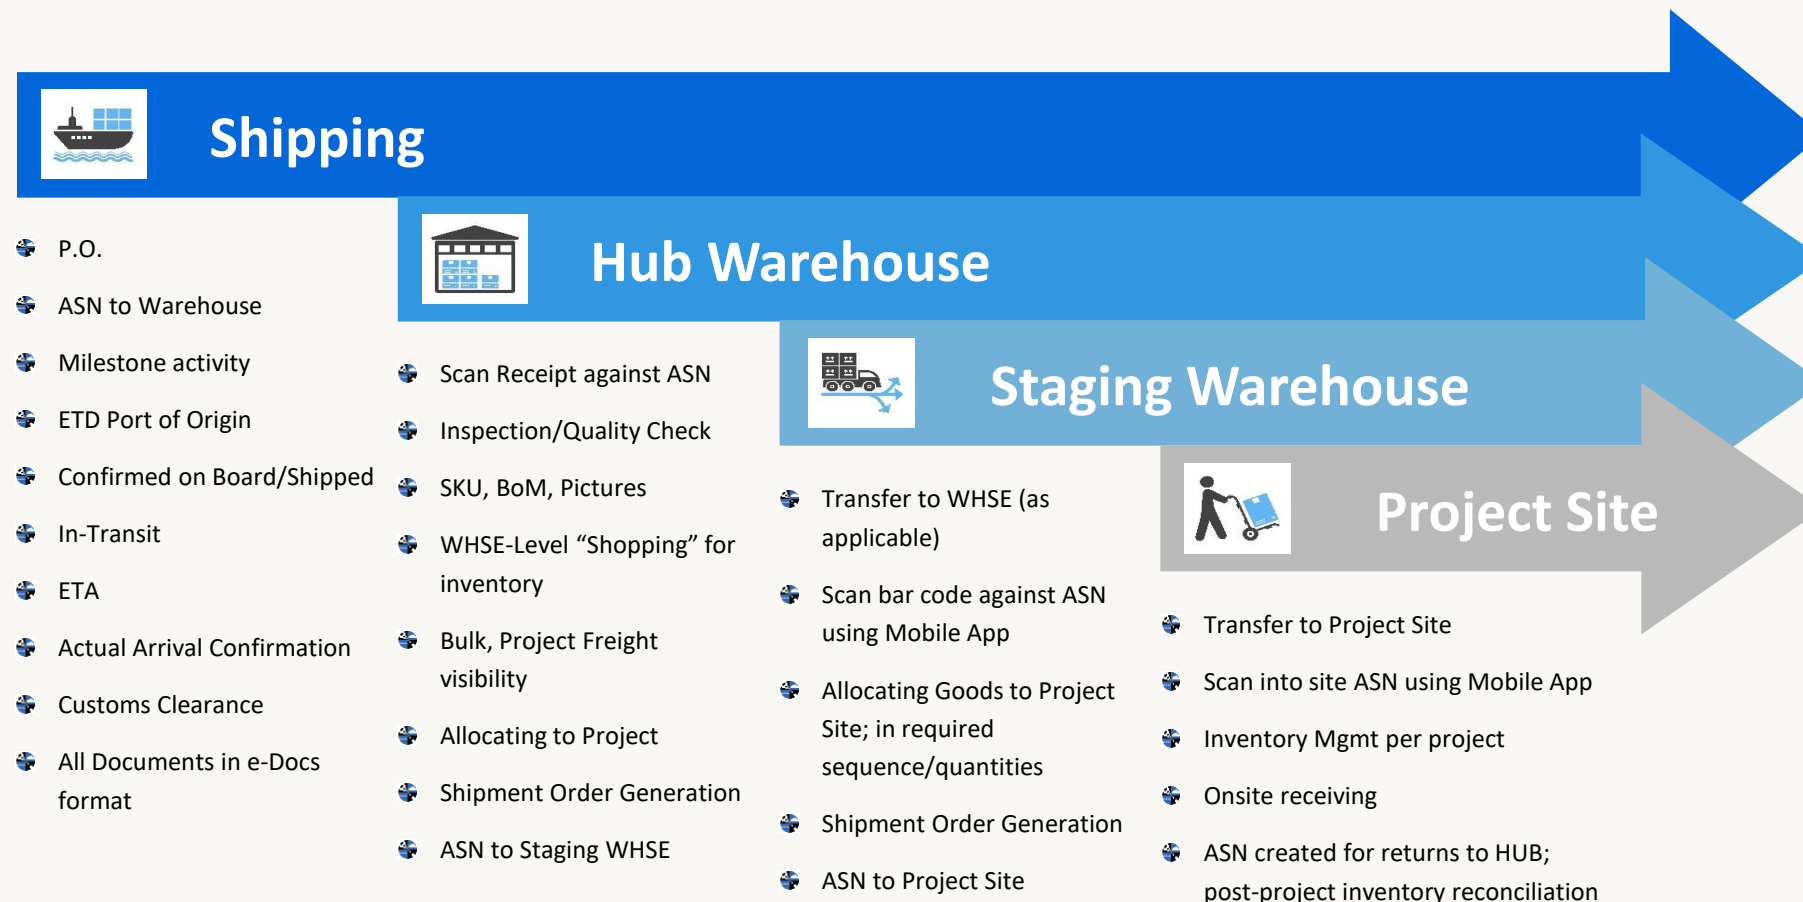 Shipping
P.O.
ASN to Warehouse
Milestone activity
ETD Port of Origin
Confirmed on Board/Shipped
In-Transit
ETA
Actual Arrival Confirmation
Customs Clearance
All Documents in e-Docs
format
Hub Warehouse
Scan Receipt against ASN
Inspection/Quality Check
SKU, BoM, Pictures
WHSE-Level “Shopping” for
inventory
Bulk, Project Freight
visibility
Allocating to Project
Shipment Order Generation
ASN to Staging WHSE
Staging Warehouse
Transfer to WHSE (as
applicable)
Scan bar code against ASN
using Mobile App
Allocating Goods to Project
Site; in required
sequence/quantities
Shipment Order Generation
ASN to Project Site
Project Site
Transfer to Project Site
Scan into site ASN using Mobile App
Inventory Mgmt per project
Onsite receiving
ASN created for returns to HUB;
post-project inventory reconciliation